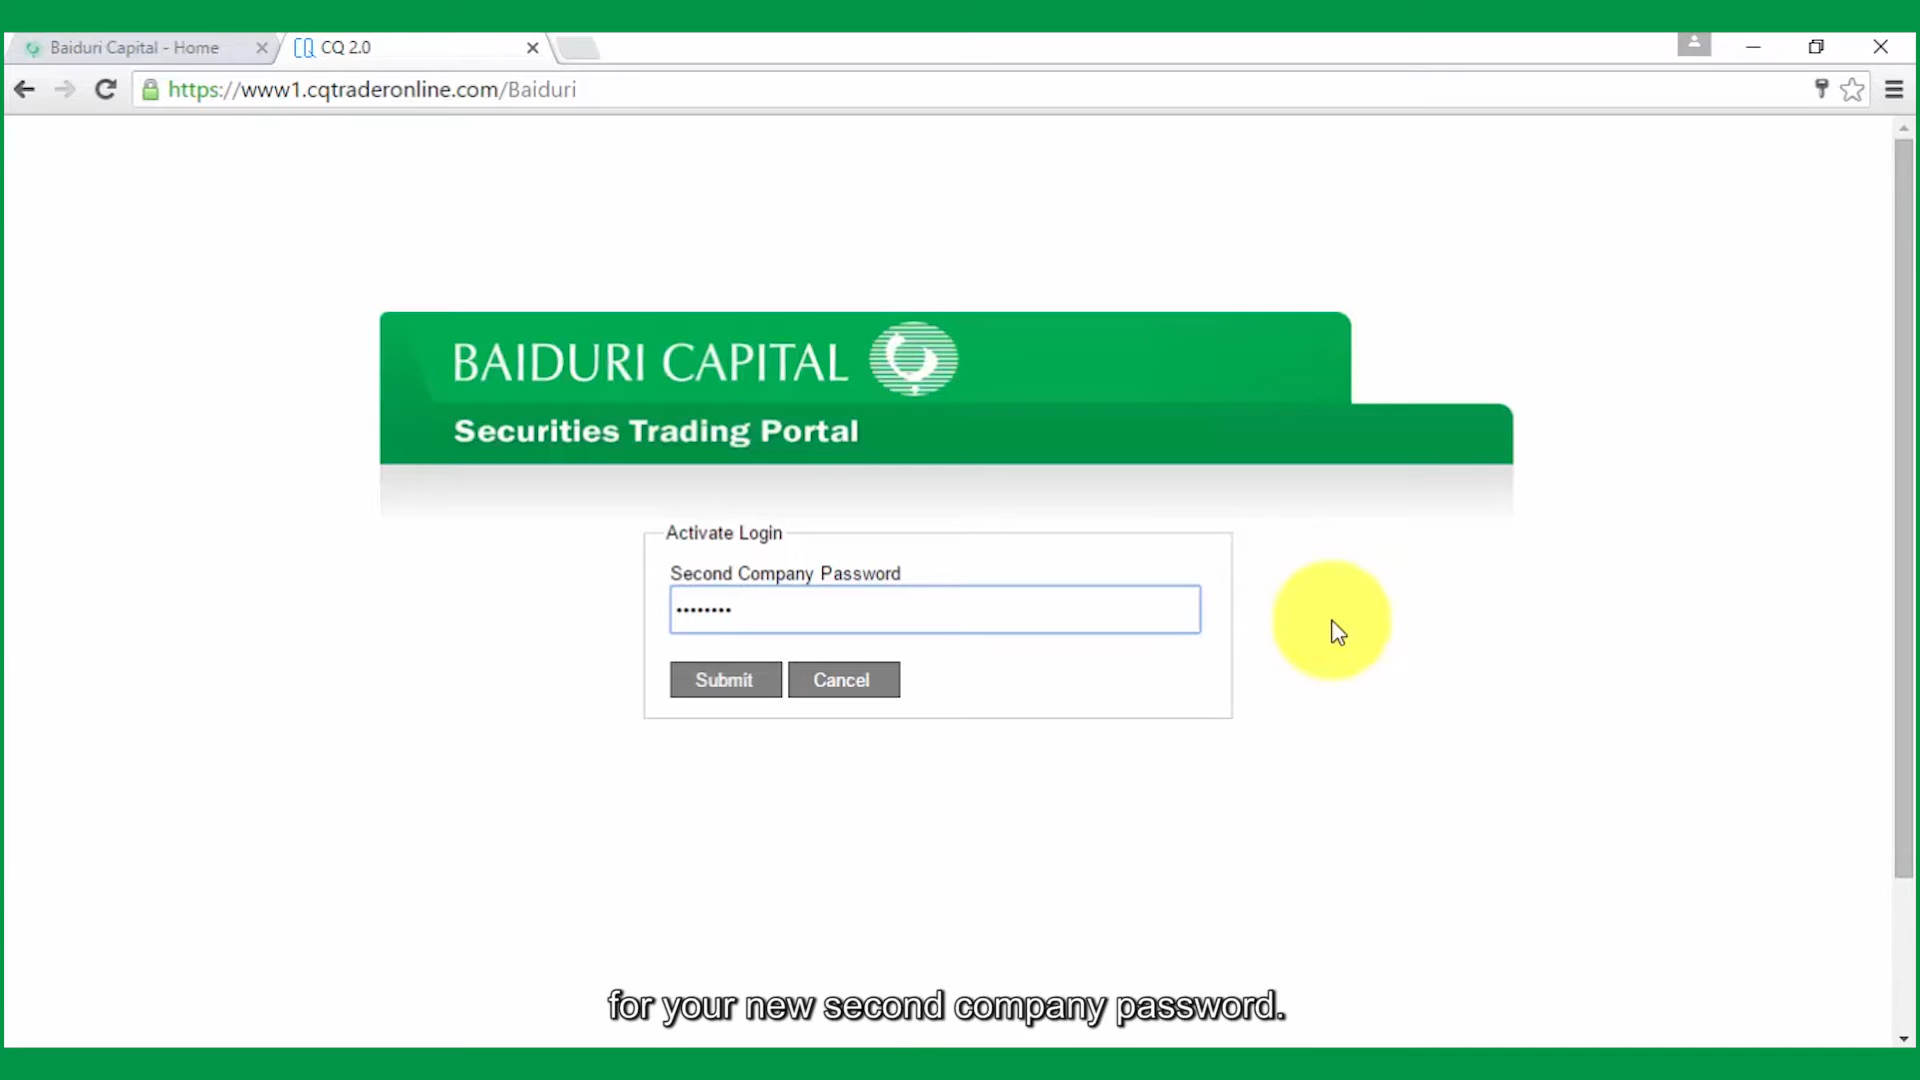 Baiduri Capital - Home
CQ 2.0
https://www1.cqtraderonline.com/Baiduri
BAIDURI CAPITAL
Securities Trading Portal
Activate Login
Second Company Password
••••••••
Submit
Cancel
for your new second company password.